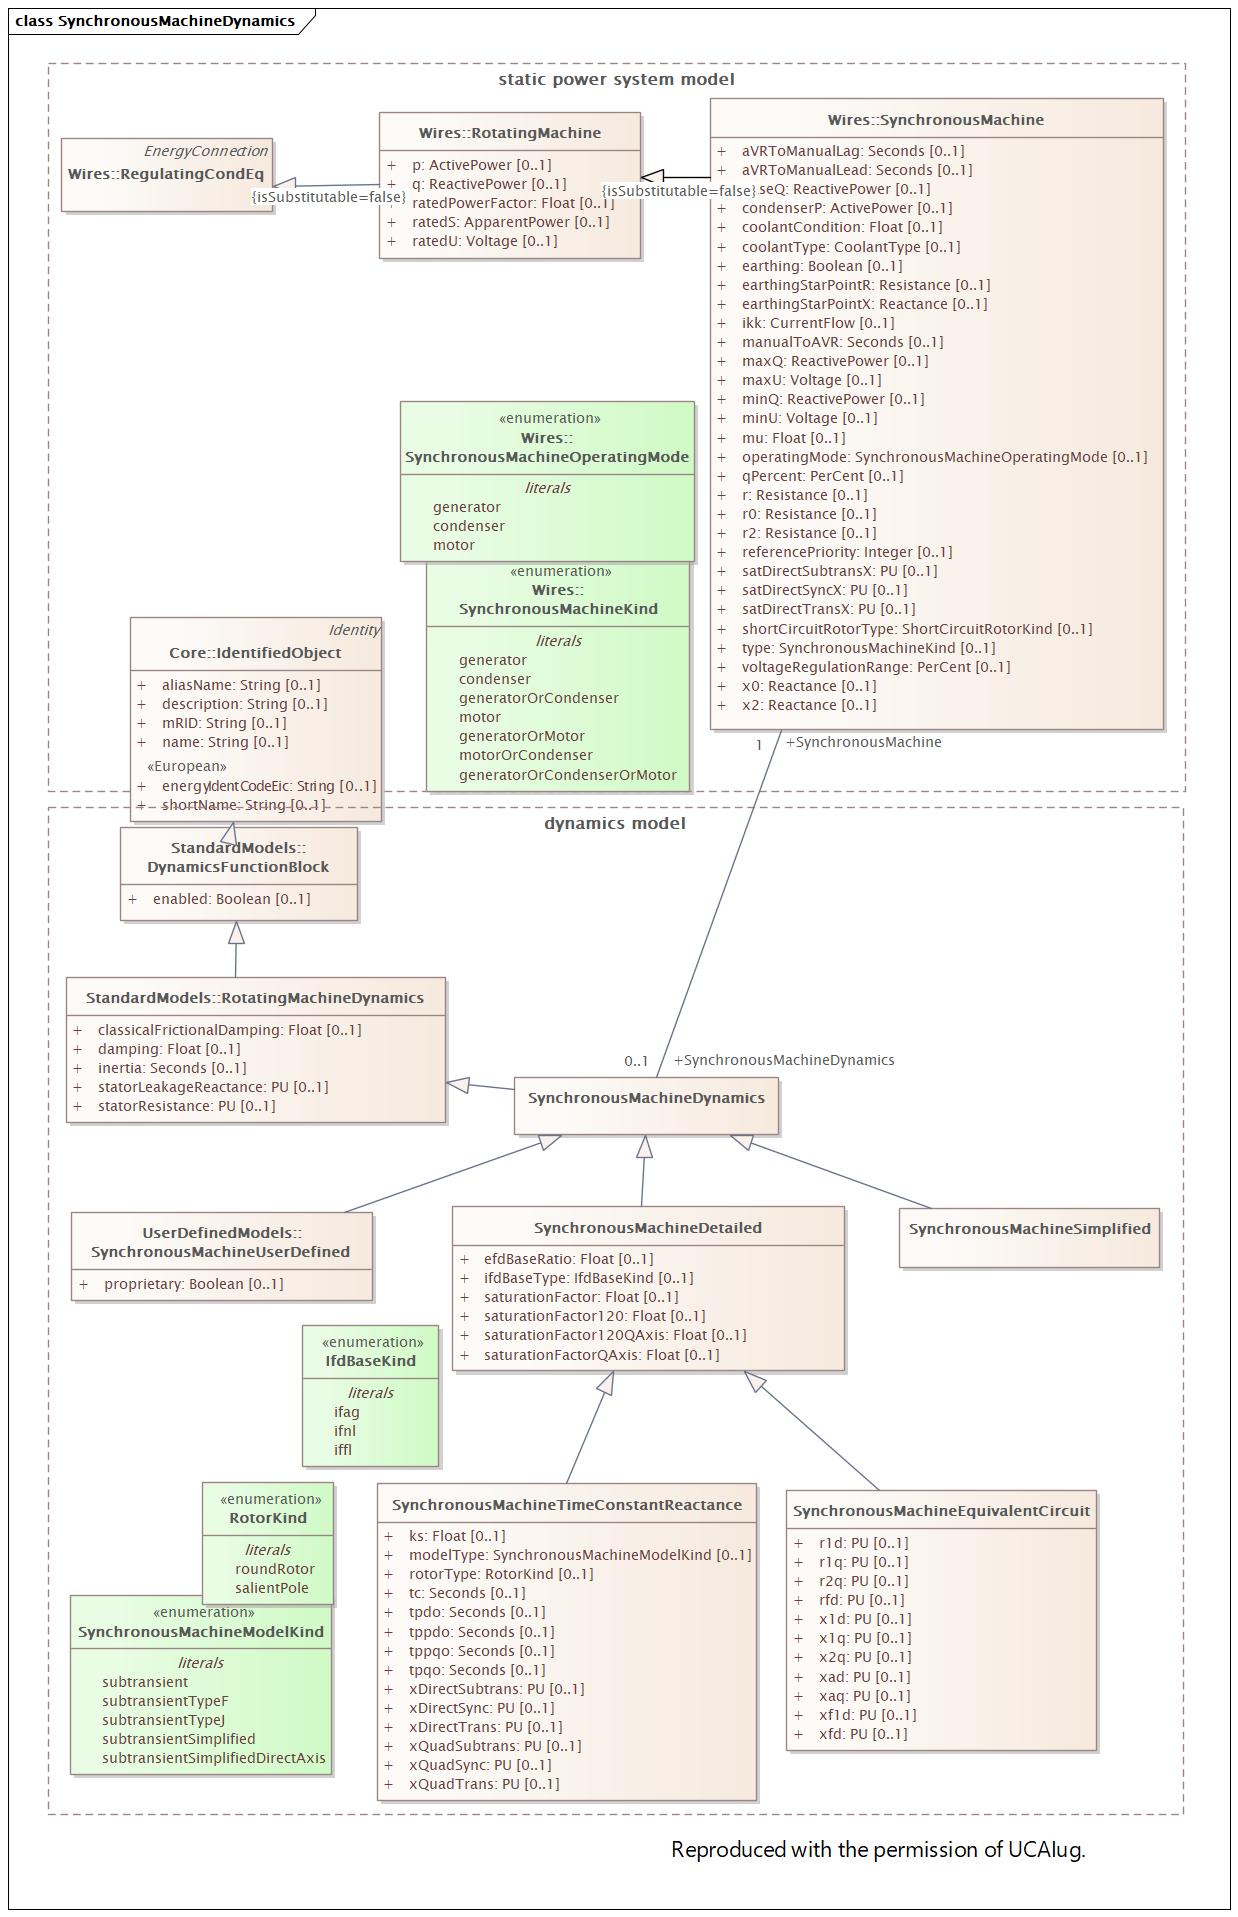 class SynchronousMachineDynamics
static power system model
EnergyConnection
Wires::RegulatingCondEq
{isSubstitutable=false}
Wires::RotatingMachine
+ p: ActivePower [0..1]
+ q: ReactivePower [0..1]
ratedPowerFactor: Float [0..1]
+ ratedS: ApparentPower [0..1]
+ ratedU: Voltage [0..1]
{isSubstitutable=false}
Wires::SynchronousMachine
+ aVRToManualLag: Seconds [0..1]
+ aVRToManualLead: Seconds [0..1]
seQ: ReactivePower [0..1]
+ condenserP: ActivePower [0..1]
+ coolantCondition: Float [0..1]
+ coolantType: CoolantType [0..1]
+ earthing: Boolean [0..1]
+ earthingStarPointR: Resistance [0..1]
+ earthingStarPointX: Reactance [0..1]
+ ikk: CurrentFlow [0..1]
+ manualToAVR: Seconds [0..1]
+ maxQ: ReactivePower [0..1]
+ maxU: Voltage [0..1]
+ minQ: ReactivePower [0..1]
+ minU: Voltage [0..1]
+ mu: Float [0..1]
+ operatingMode: SynchronousMachineOperatingMode [0..1]
+ qPercent: PerCent [0..1]
+ r: Resistance [0..1]
+ r0: Resistance [0..1]
+ r2: Resistance [0..1]
+ referencePriority: Integer [0..1]
+ satDirectSubtransX: PU [0..1]
+ satDirectSyncX: PU [0..1]
+ satDirectTransX: PU [0..1]
+ shortCircuitRotorType: ShortCircuitRotorKind [0..1]
+ type: SynchronousMachineKind [0..1]
+ voltageRegulationRange: PerCent [0..1]
+ x0: Reactance [0..1]
+ x2: Reactance [0..1]
«enumeration»
Wires::
SynchronousMachineOperatingMode
literals
generator
condenser
motor
«enumeration»
Wires::
SynchronousMachineKind
literals
generator
condenser
generatorOrCondenser
motor
generatorOrMotor
motorOrCondenser
generatorOrCondenserOrMotor
Identity
Core::IdentifiedObject
+ aliasName: String [0..1]
+ description: String [0..1]
+ mRID: String [0..1]
+ name: String [0..1]
«European»
+ energyIdentCodeEic: String [0..1]
+ shortName: String [0..1]
1 +SynchronousMachine
dynamics model
StandardModels::
DynamicsFunctionBlock
+ enabled: Boolean [0..1]
StandardModels::RotatingMachineDynamics
+ classicalFrictionalDamping: Float [0..1]
+ damping: Float [0..1]
+ inertia: Seconds [0..1]
+ statorLeakageReactance: PU [0..1]
+ statorResistance: PU [0..1]
0..1 +SynchronousMachineDynamics
SynchronousMachineDynamics
UserDefinedModels::
SynchronousMachineUserDefined
+ proprietary: Boolean [0..1]
SynchronousMachineDetailed
+ efdBaseRatio: Float [0..1]
+ ifdBaseType: IfdBaseKind [0..1]
+ saturationFactor: Float [0..1]
+ saturationFactor120: Float [0..1]
+ saturationFactor120QAxis: Float [0..1]
+ saturationFactorQAxis: Float [0..1]
SynchronousMachineSimplified
«enumeration»
IfdBaseKind
literals
ifag
ifnl
iffl
«enumeration»
RotorKind
literals
roundRotor
salientPole
«enumeration»
SynchronousMachineModelKind
literals
subtransient
subtransientTypeF
subtransientTypeJ
subtransientSimplified
subtransientSimplifiedDirectAxis
SynchronousMachineTimeConstantReactance
+ ks: Float [0..1]
+ modelType: SynchronousMachineModelKind [0..1]
+ rotorType: RotorKind [0..1]
+ tc: Seconds [0..1]
+ tpdo: Seconds [0..1]
+ tppdo: Seconds [0..1]
+ tppqo: Seconds [0..1]
+ tpqo: Seconds [0..1]
+ xDirectSubtrans: PU [0..1]
+ xDirectSync: PU [0..1]
+ xDirectTrans: PU [0..1]
+ xQuadSubtrans: PU [0..1]
+ xQuadSync: PU [0..1]
+ xQuadTrans: PU [0..1]
SynchronousMachineEquivalentCircuit
+ r1d: PU [0..1]
+ r1q: PU [0..1]
+ r2q: PU [0..1]
+ rfd: PU [0..1]
+ x1d: PU [0..1]
+ x1q: PU [0..1]
+ x2q: PU [0..1]
+ xad: PU [0..1]
+ xaq: PU [0..1]
+ xf1d: PU [0..1]
+ xfd: PU [0..1]
Reproduced with the permission of UCAIug.